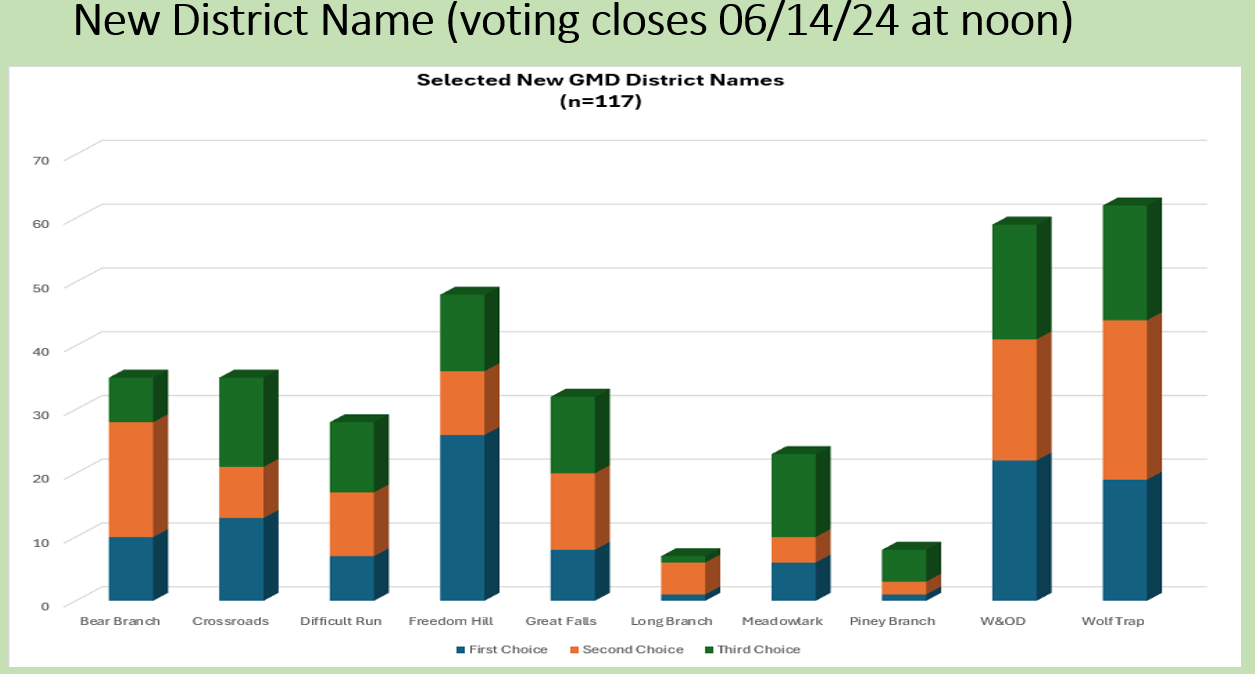 New District Name (voting closes 06/14/24 at noon)
Selected New GMD District Names
(n=117)
70
60
50
40
30
20
10
0
Bear Branch Crossroads Difficult Run Freedom Hill Great Falls Long Branch Meadowlark Piney Branch W&OD Wolf Trap
First Choice Second Choice Third Choice